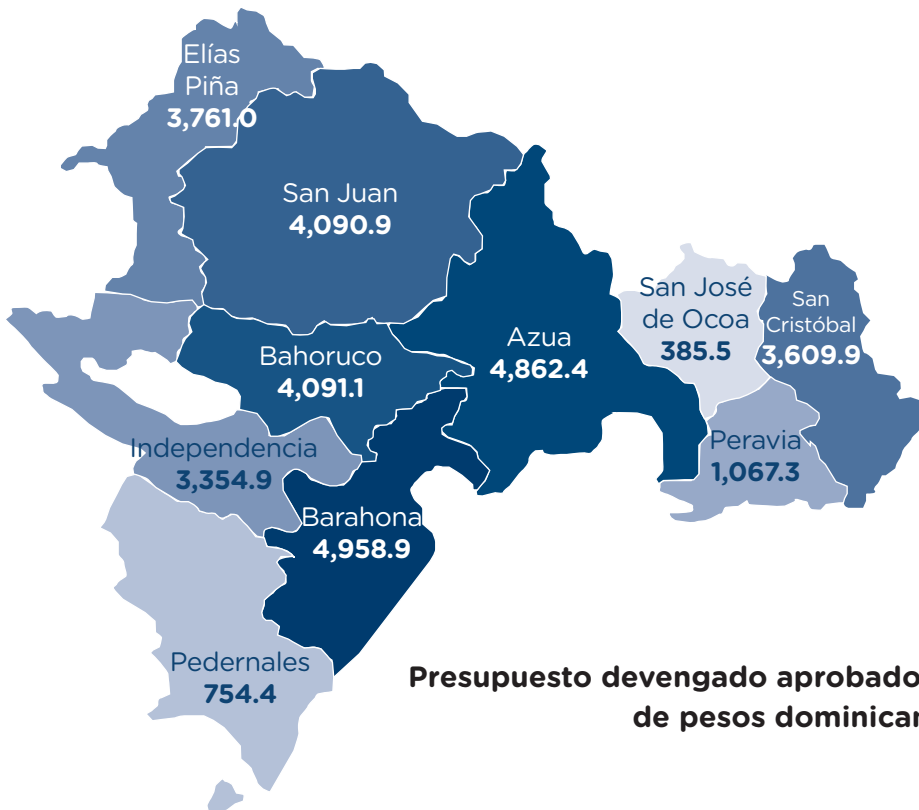 Elías
Piña
3,761.0
San Juan
4,090.9
Azua
4,862.4
San José
de Ocoa
385.5
San
Cristóbal
3,609.9
Bahoruco
4,091.1
Independencia
3,354.9
Peravia
1,067.3
Barahona
4,958.9
Pedernales
754.4
Presupuesto devengado aprobado
de pesos